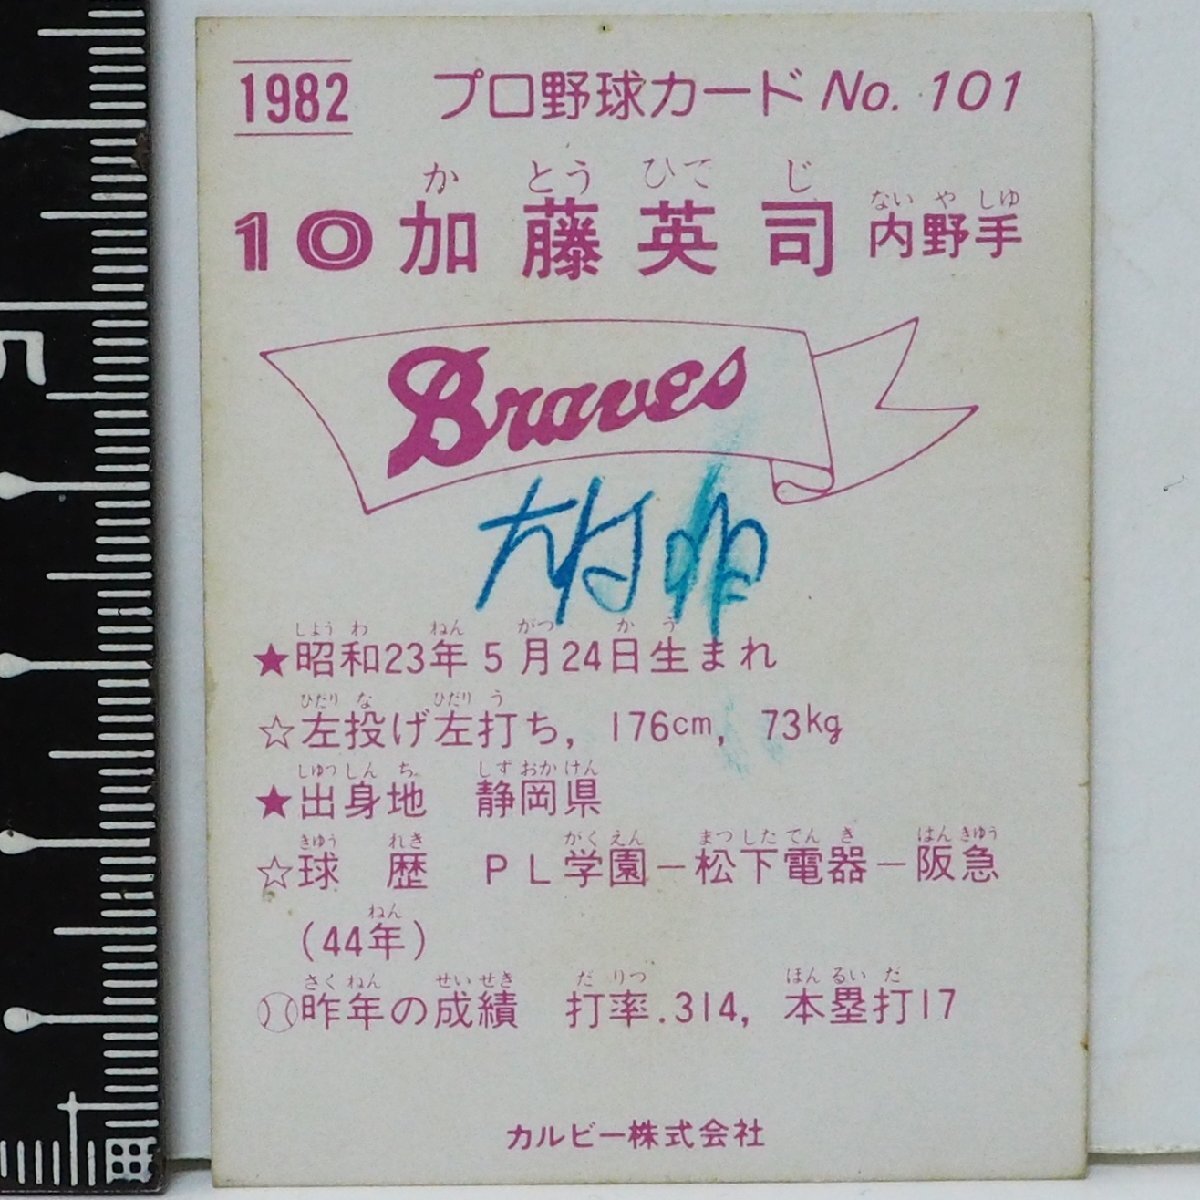 1982 プロ野球カード No. 101
か とう ひで じ ない や しゆ
10 加藤英司 内野手
Braves
しよう わ ねん がつ か う
★昭和23年5月24日生まれ
ひだり な ひだり う
☆左投げ左打ち, 176cm, 73kg
しゆつ しん ち しず おか けん
★出身地 静岡県
きゆう れき がく えん まつ した でん き はん きゆう
☆球 歴 PL学園−松下電器−阪急
ねん
(44年)
さく ねん せい せき だ りつ ほん るい だ
昨年の成績 打率.314, 本塁打17
カルビー株式会社